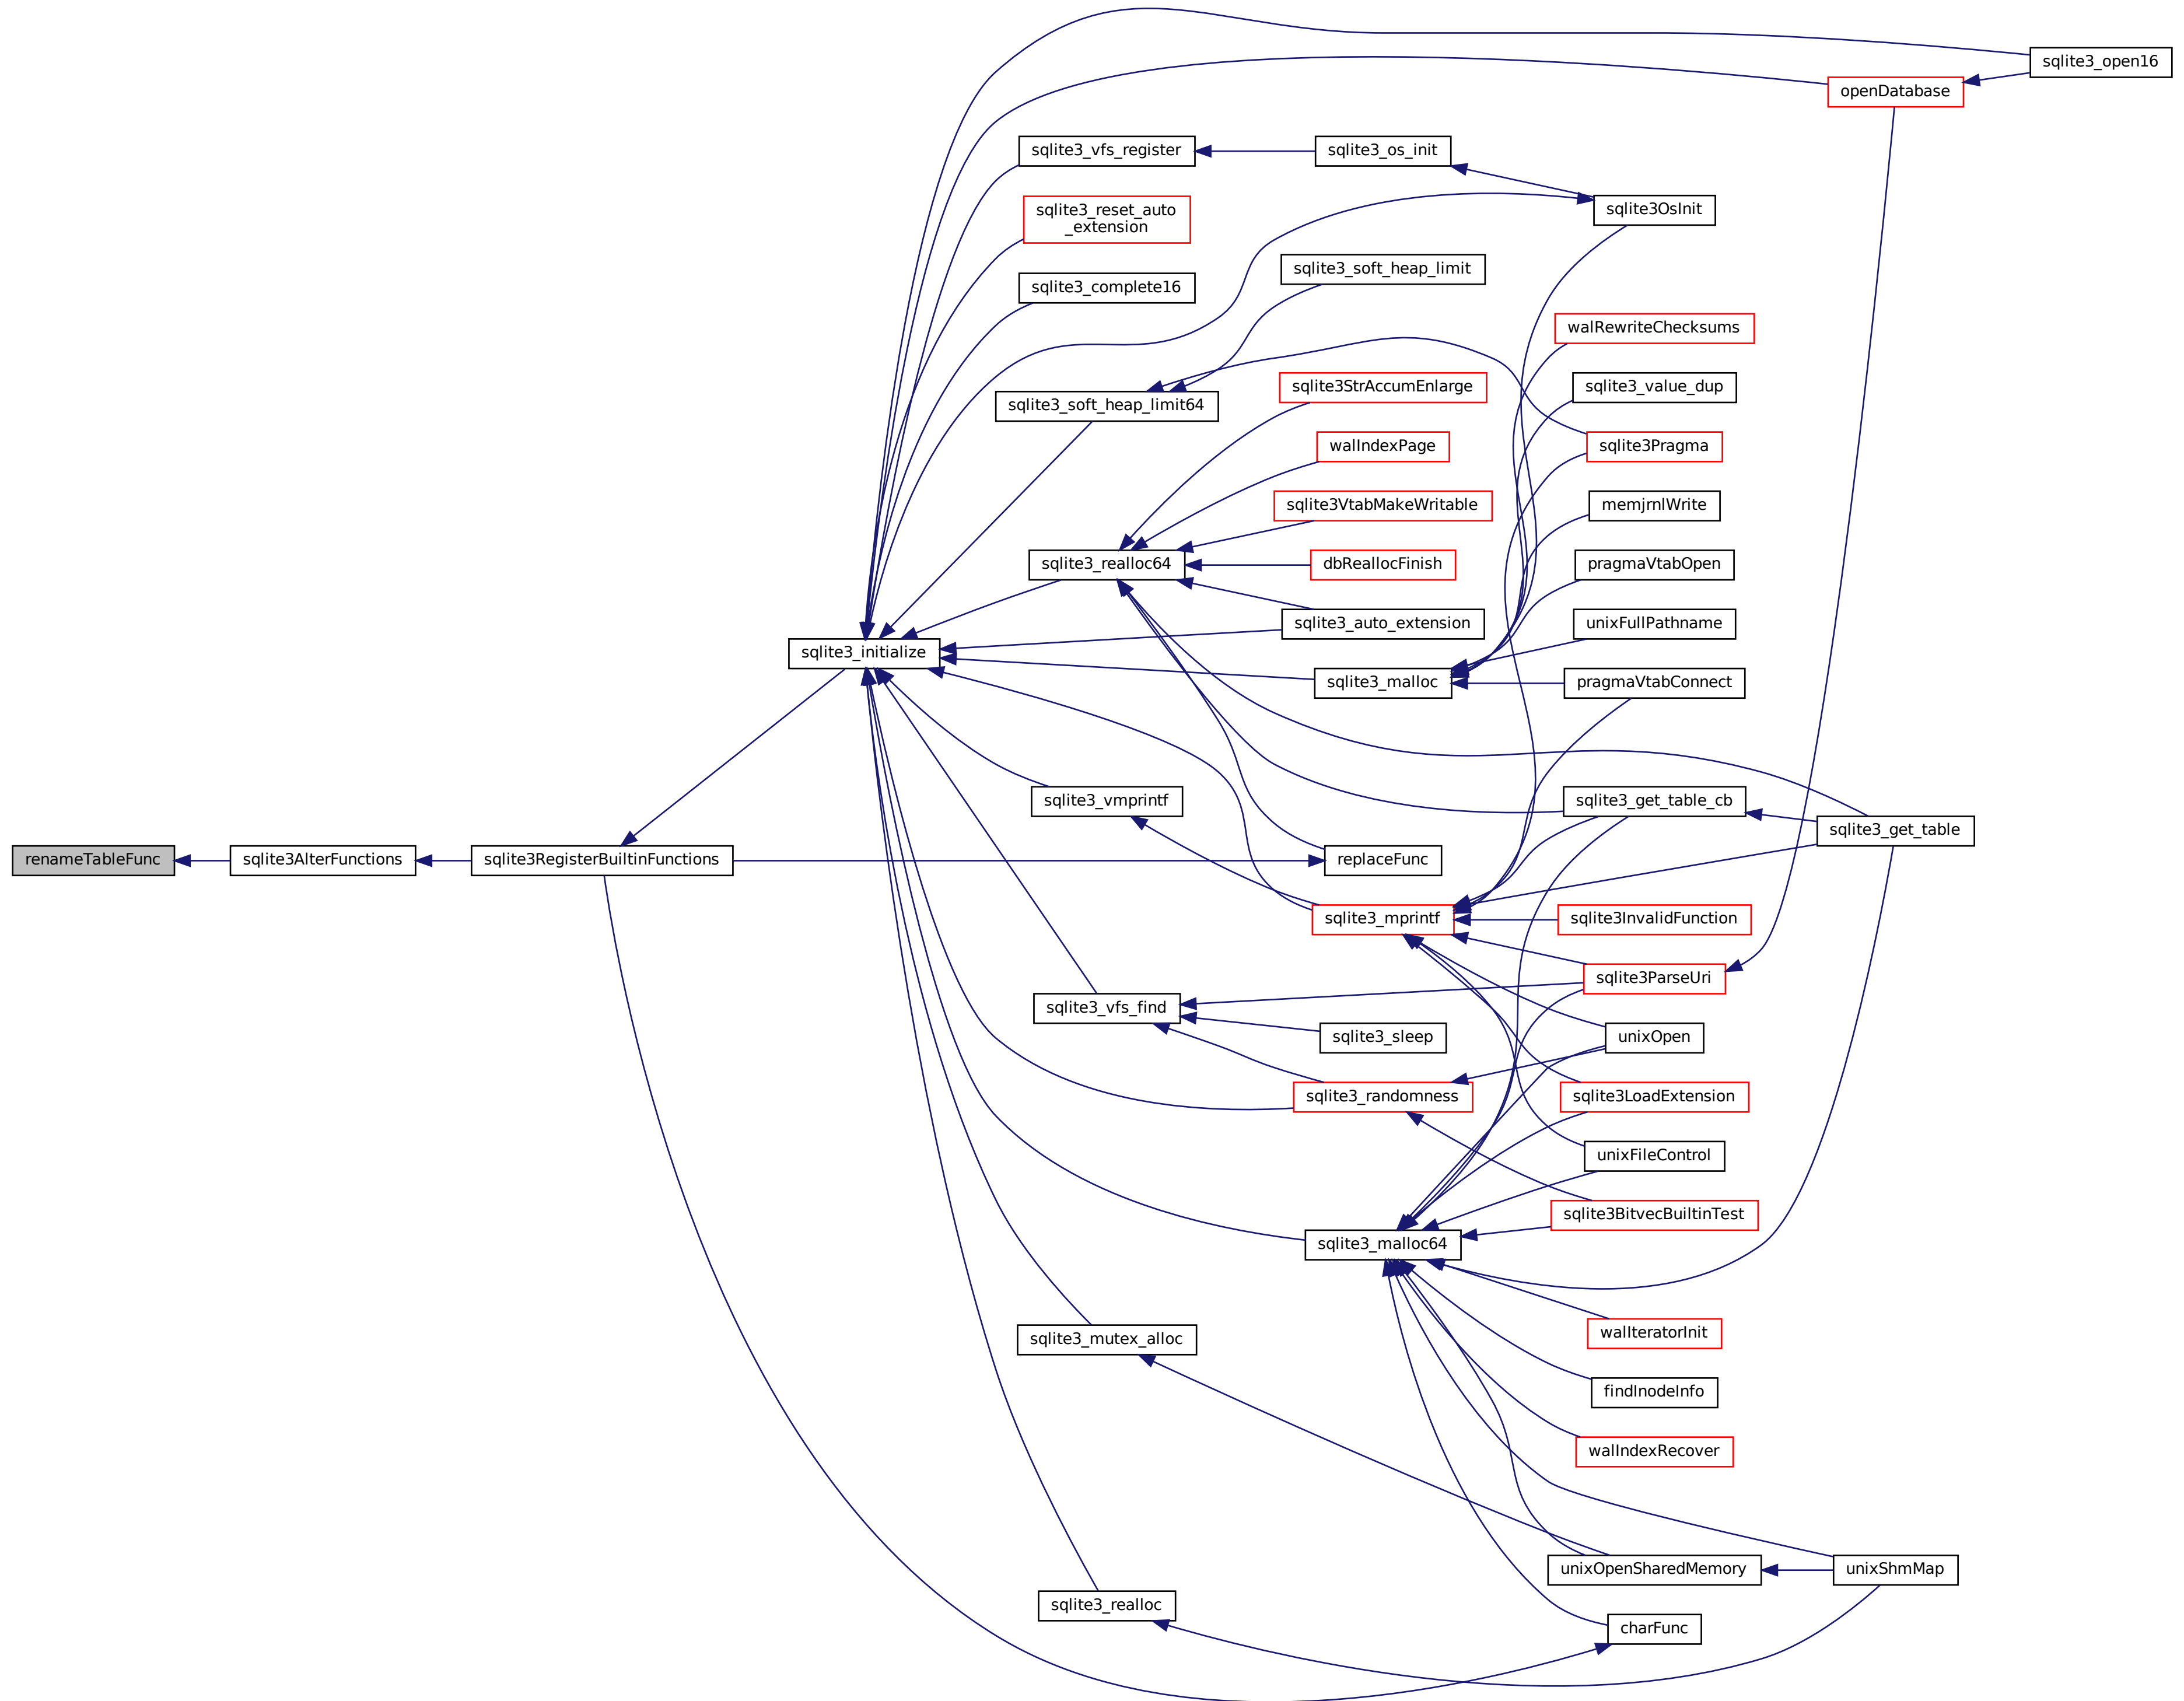 sqlite3_open16
openDatabase
sqlite3_vfs_register
sqlite3_os_init
sqlite3_reset_auto
_extension
sqlite3OsInit
sqlite3_complete16
sqlite3_soft_heap_limit
walRewriteChecksums
sqlite3_value_dup
sqlite3StrAccumEnlarge
sqlite3_soft_heap_limit64
sqlite3Pragma
walIndexPage
sqlite3VtabMakeWritable
memjrnlWrite
sqlite3_realloc64
dbReallocFinish
pragmaVtabOpen
sqlite3_auto_extension
unixFullPathname
sqlite3_initialize
sqlite3_malloc
pragmaVtabConnect
sqlite3_vmprintf
sqlite3_get_table_cb
sqlite3_get_table
renameTableFunc
sqlite3AlterFunctions
sqlite3RegisterBuiltinFunctions
replaceFunc
sqlite3_mprintf
sqlite3InvalidFunction
sqlite3ParseUri
sqlite3_vfs_find
sqlite3_sleep
unixOpen
sqlite3_randomness
sqlite3LoadExtension
unixFileControl
sqlite3BitvecBuiltinTest
sqlite3_malloc64
sqlite3_mutex_alloc
walIteratorInit
findInodeInfo
walIndexRecover
unixOpenSharedMemory
unixShmMap
sqlite3_realloc
charFunc